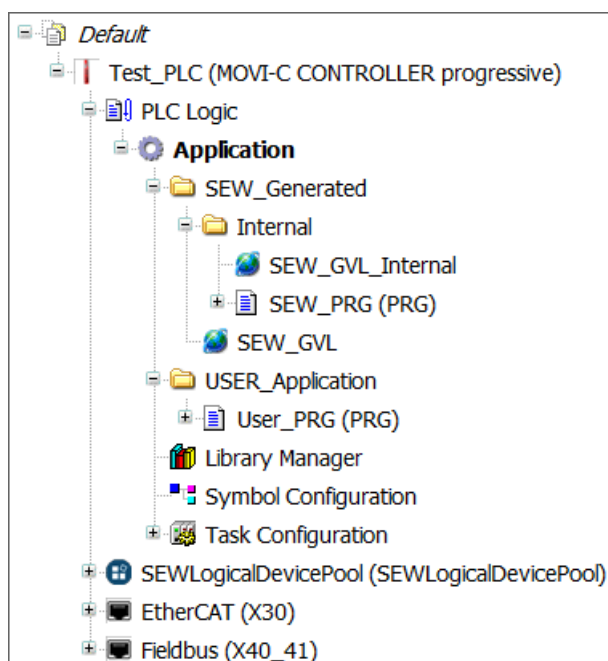 Default
Test_PLC (MOVI-C CONTROLLER progressive)
PLC Logic
Application
SEW_Generated
Internal
SEW_GVL_Internal
SEW_PRG (PRG)
SEW_GVL
USER_Application
User_PRG (PRG)
Library Manager
Symbol Configuration
Task Configuration
SEWLogicalDevicePool (SEWLogicalDevicePool)
EtherCAT (X30)
Fieldbus (X40_41)